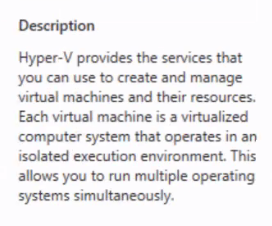 Description
Hyper-V provides the services that
you can use to create and manage
virtual machines and their resources.
Each virtual machine is a virtualized
computer system that operates in an
isolated execution environment. This
allows you to run multiple operating
systems simultaneously.